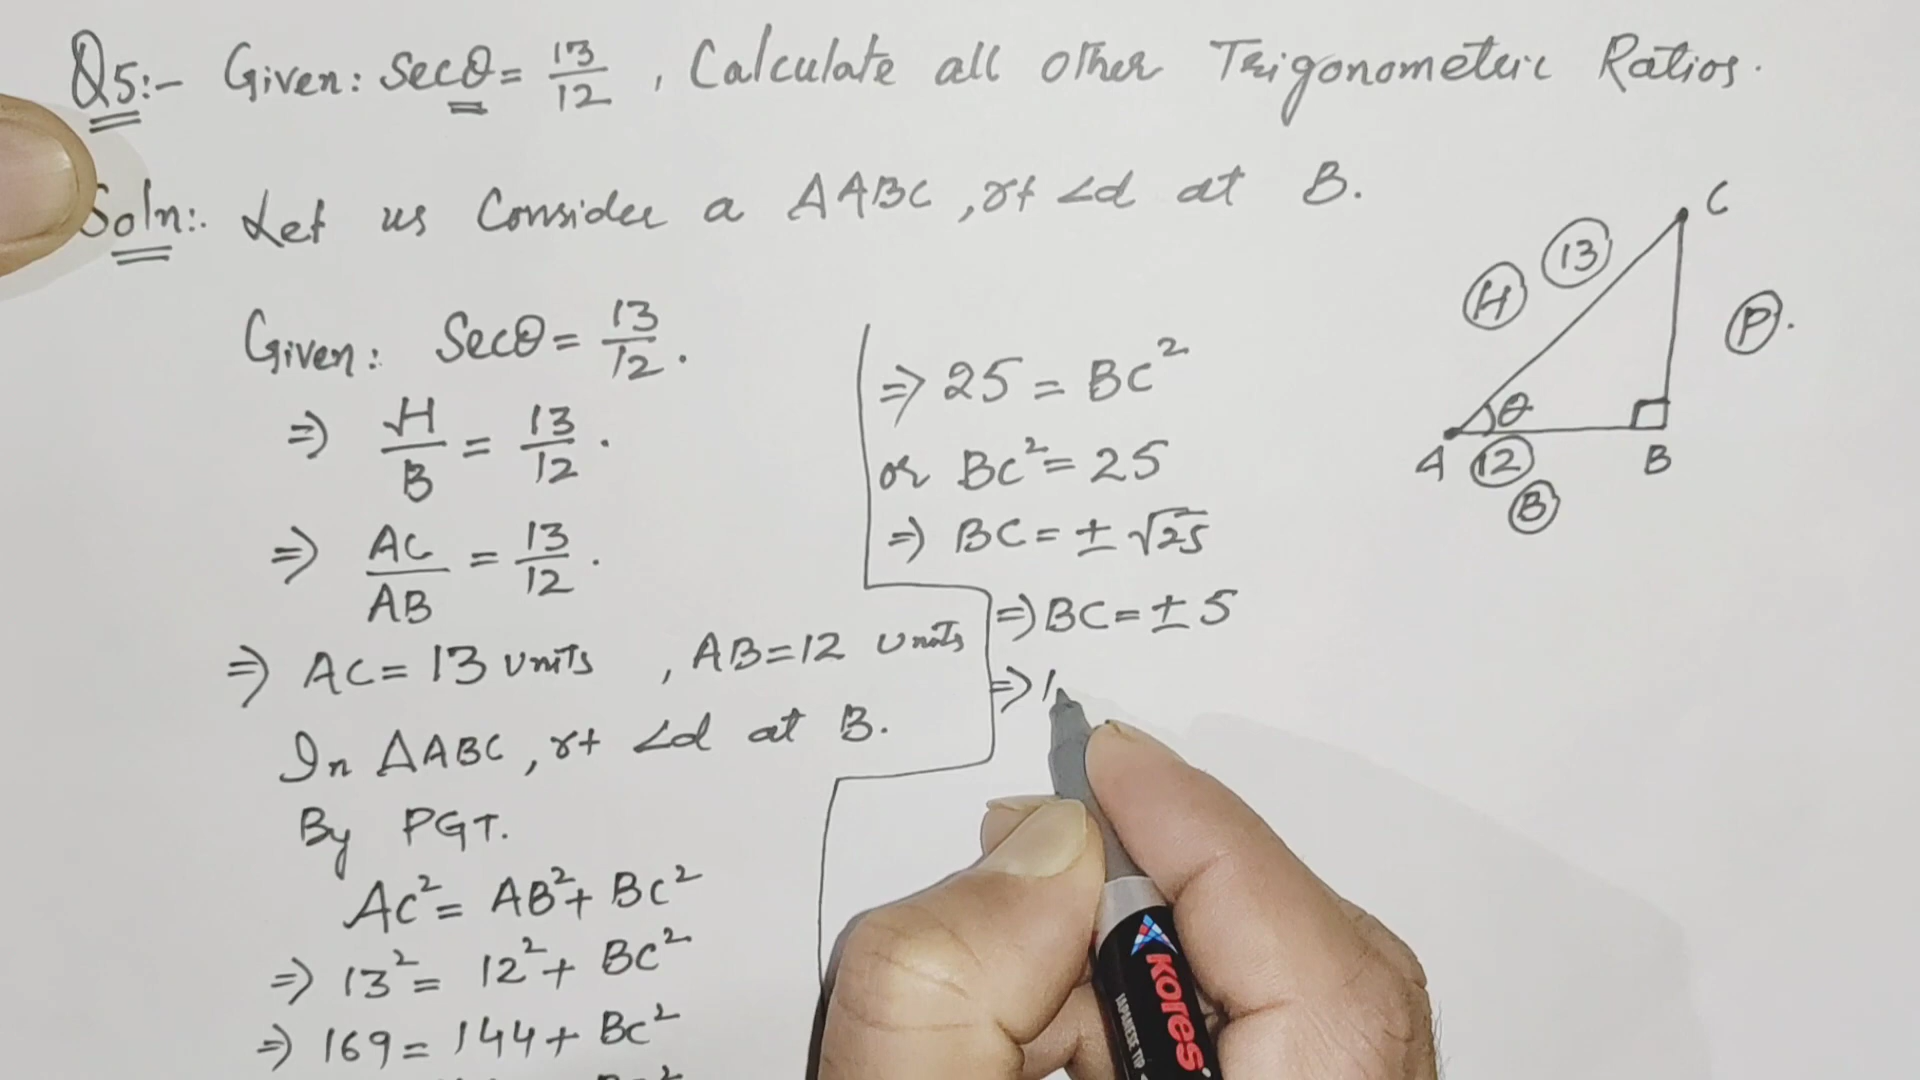 Q5:- Given: Secθ = 13/12 , Calculate all other Trigonometric Ratios.
Soln:. Let us Consider a ΔABC , rt ∠d at B.
Given: Secθ = 13/12 .
⇒ H/B = 13/12 .
⇒ AC/AB = 13/12 .
⇒ AC = 13 units , AB = 12 units
In ΔABC , rt ∠d at B.
By PGT.
AC² = AB² + BC²
⇒ 13² = 12² + BC²
⇒ 169 = 144 + BC²
⇒ 25 = BC²
or BC² = 25
⇒ BC = ± √25
⇒ BC = ± 5
⇒
C
13
H
P.
θ
A
12
B
B
KORES
JAPANESE TIP